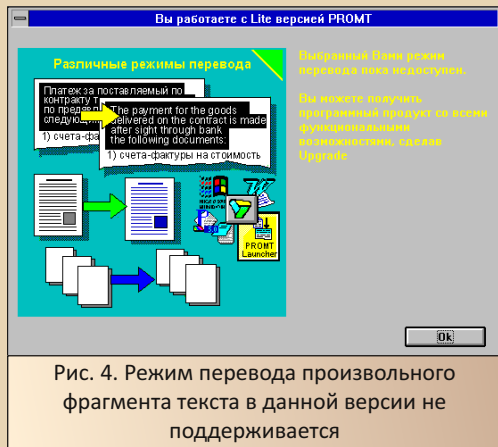 Вы работаете с Lite версией PROMT
Различные режимы перевода
Платеж за поставляемый по
контракту т
по предъяв
следующи
1) счета-фа
The payment for the goods
delivered on the contract is made
after sight through bank
the following documents:
1) счета-фактуры на стоимость
PROMT
Launcher
Выбранный Вами режим
перевода пока недоступен.
Вы можете получить
программный продукт со всеми
функциональными
возможностями, сделав
Upgrade
Ok
Рис. 4. Режим перевода произвольного
фрагмента текста в данной версии не
поддерживается